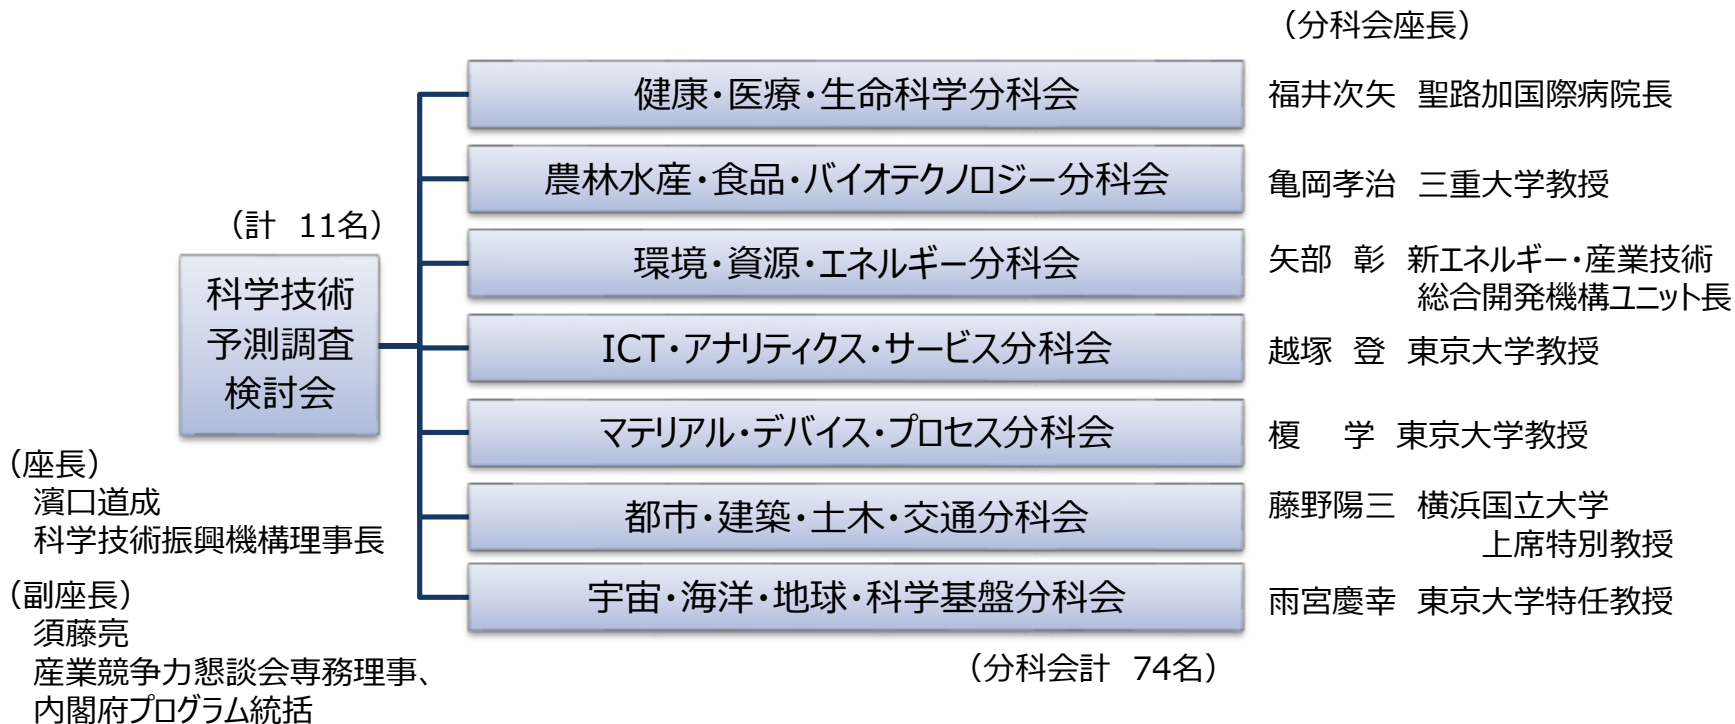 （分科会座長）
健康・医療・生命科学分科会
福井次矢 聖路加国際病院長
農林水産・食品・バイオテクノロジー分科会
亀岡孝治 三重大学教授
（計 11名）
環境・資源・エネルギー分科会
矢部 彰 新エネルギー・産業技術
総合開発機構ユニット長
科学技術
予測調査
検討会
ICT・アナリティクス・サービス分科会
越塚 登 東京大学教授
マテリアル・デバイス・プロセス分科会
榎 学 東京大学教授
（座長）
濱口道成
科学技術振興機構理事長
都市・建築・土木・交通分科会
藤野陽三 横浜国立大学
上席特別教授
（副座長）
須藤亮
産業競争力懇談会専務理事、
内閣府プログラム統括
宇宙・海洋・地球・科学基盤分科会
雨宮慶幸 東京大学特任教授
（分科会計 74名）